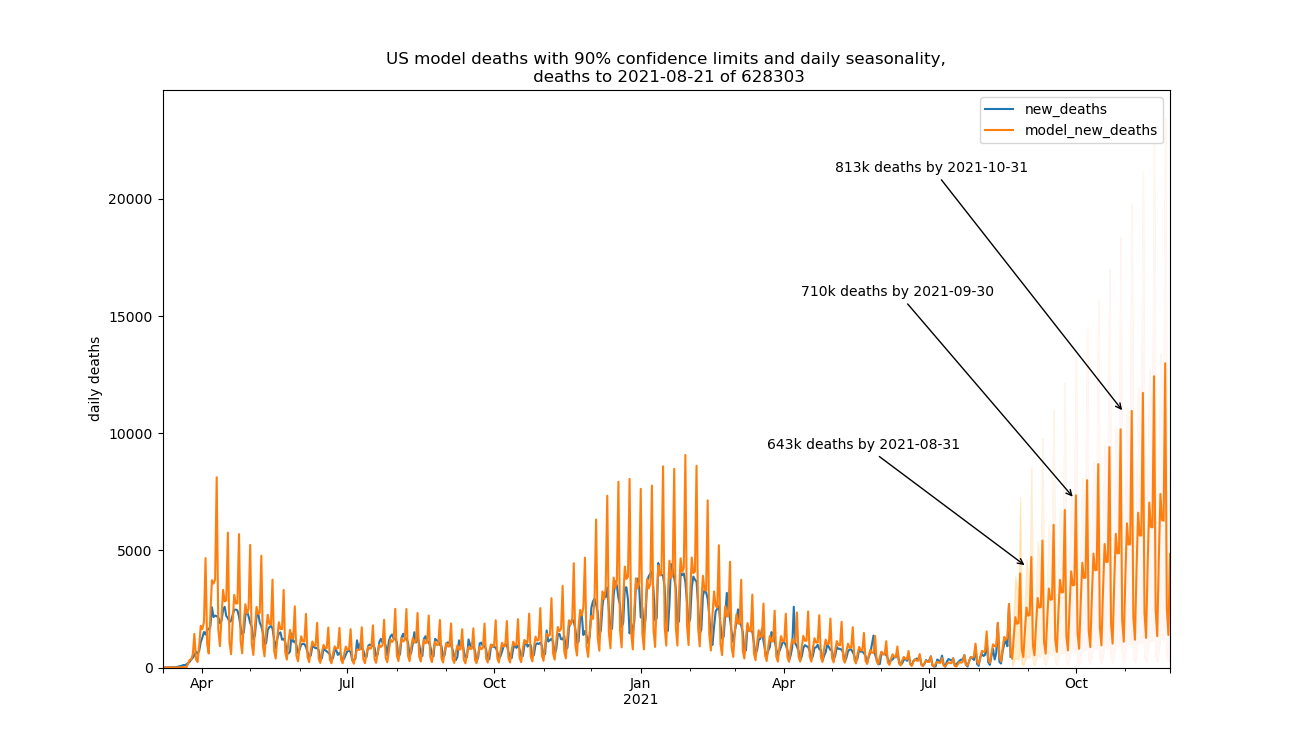 US model deaths with 90% confidence limits and daily seasonality,
deaths to 2021-08-21 of 628303
new_deaths
model_new_deaths
813k deaths by 2021-10-31
710k deaths by 2021-09-30
643k deaths by 2021-08-31
daily deaths
20000
15000
10000
5000
0
Apr
Jul
Oct
Jan
2021
Apr
Jul
Oct